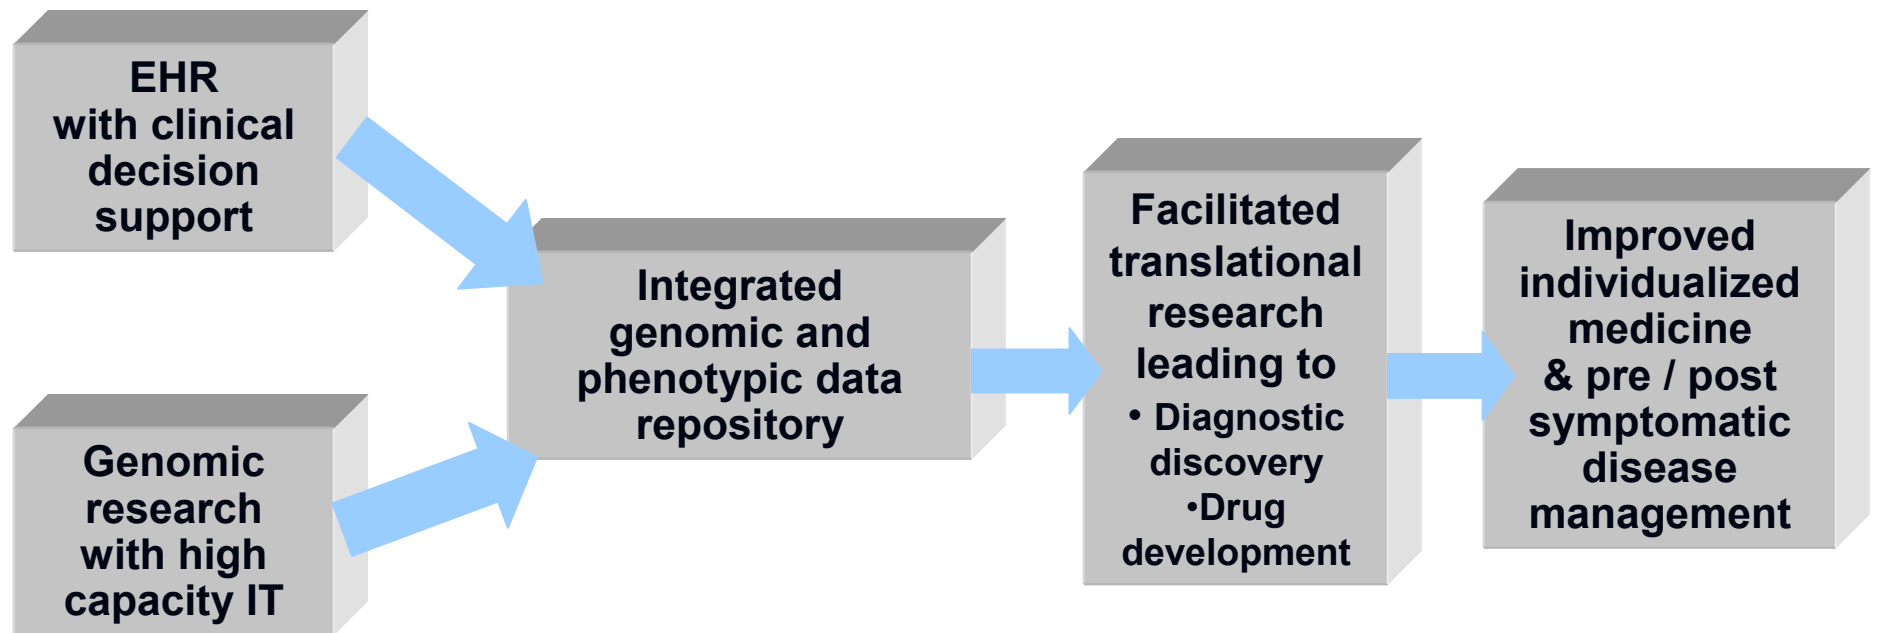 EHR
with clinical
decision
support
Genomic
research
with high
capacity IT
Integrated
genomic and
phenotypic data
repository
Facilitated
translational
research
leading to
• Diagnostic
discovery
•Drug
development
Improved
individualized
medicine
& pre / post
symptomatic
disease
management